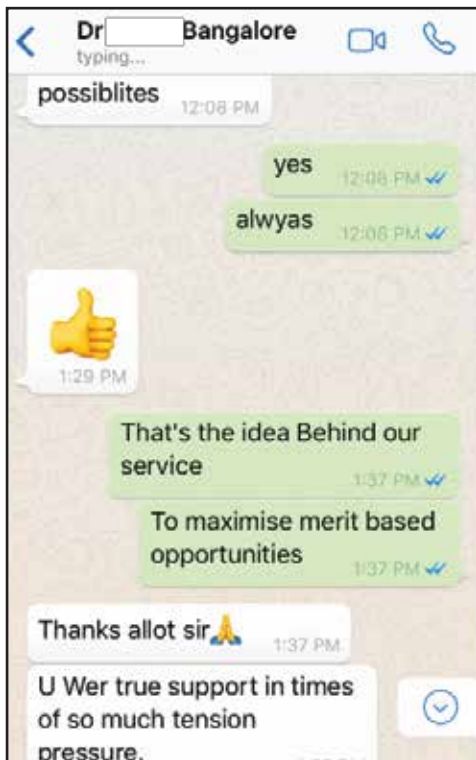 Dr Bangalore
typing...
possiblites 12:08 PM
yes 12:08 PM
alwyas 12:08 PM
👍
1:29 PM
That's the idea Behind our
service 1:37 PM
To maximise merit based
opportunities 1:37 PM
Thanks allot sir🙏 1:37 PM
U Wer true support in times
of so much tension
pressure.